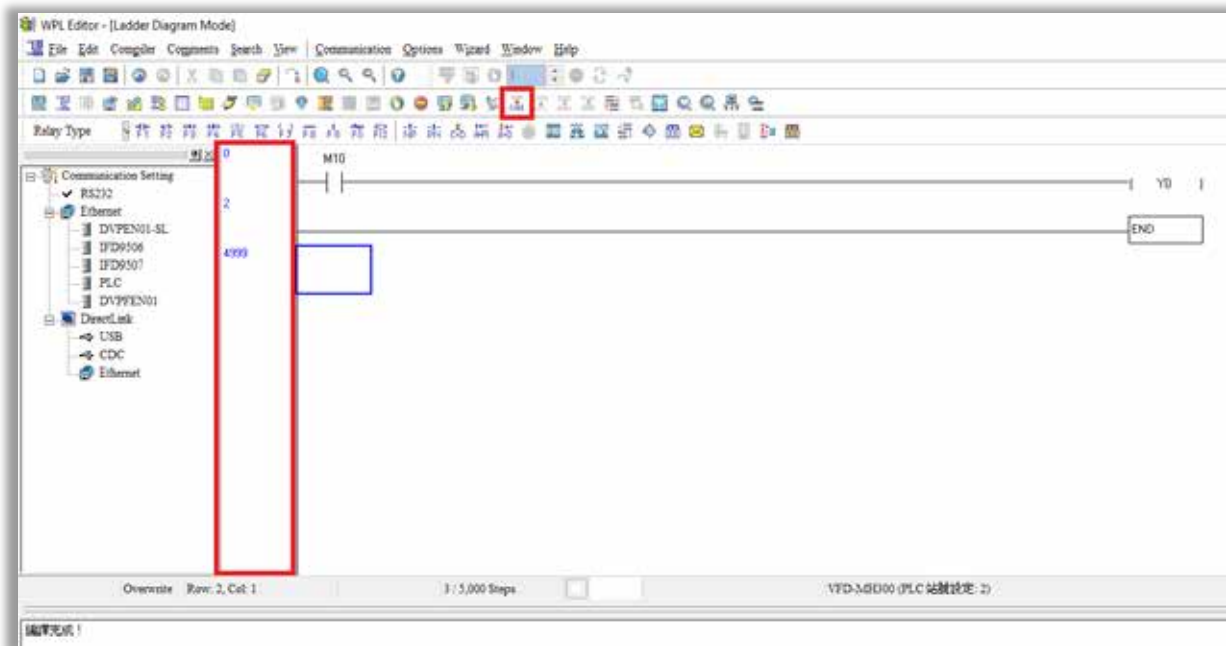 WPL Editor - [Ladder Diagram Mode]
File Edit Compiler Comments Search View Communication Options Wizard Window Help
Relay Type
0
M10
Y0
2
END
4999
Communication Setting
RS232
Ethernet
DVPEN01-SL
IFD9506
IFD9507
PLC
DVPFEN01
DirectLink
USB
CDC
Ethernet
Overwrite Row: 2, Col: 1 3 / 5,000 Steps VFD-MH300 (PLC 站號設定: 2)
編譯完成 !